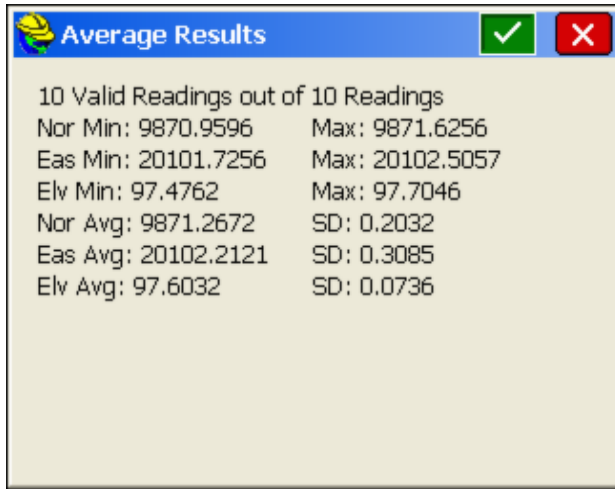 Average Results
10 Valid Readings out of 10 Readings
Nor Min: 9870.9596 Max: 9871.6256
Eas Min: 20101.7256 Max: 20102.5057
Elv Min: 97.4762 Max: 97.7046
Nor Avg: 9871.2672 SD: 0.2032
Eas Avg: 20102.2121 SD: 0.3085
Elv Avg: 97.6032 SD: 0.0736